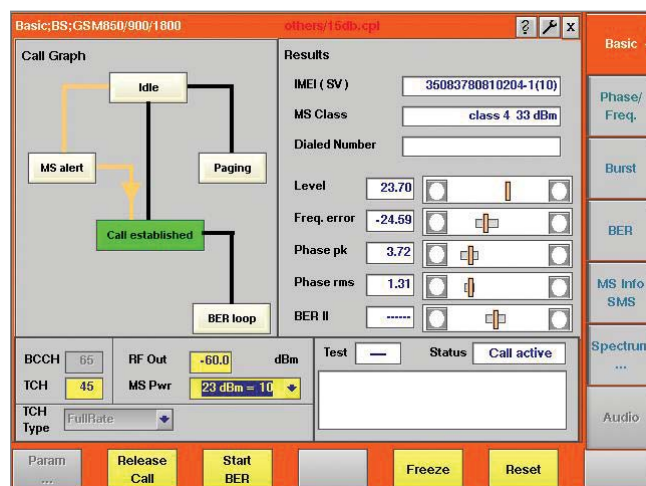 Basic;BS;GSM850/900/1800
others/15db.cpl
? X
Call Graph
Idle
MS alert
Paging
Call established
BER loop
Results
IMEI ( SV )
35083780810204-1(10)
MS Class
class 4 33 dBm
Dialed Number
Level
23.70
Freq. error
-24.59
Phase pk
3.72
Phase rms
1.31
BER II
------
BCCH
65
RF Out
-60.0
dBm
TCH
45
MS Pwr
23 dBm = 10
TCH
Type
FullRate
Test
—
Status
Call active
Basic
Phase/
Freq.
Burst
BER
MS Info
SMS
Spectrum
...
Audio
Param
...
Release
Call
Start
BER
Freeze
Reset